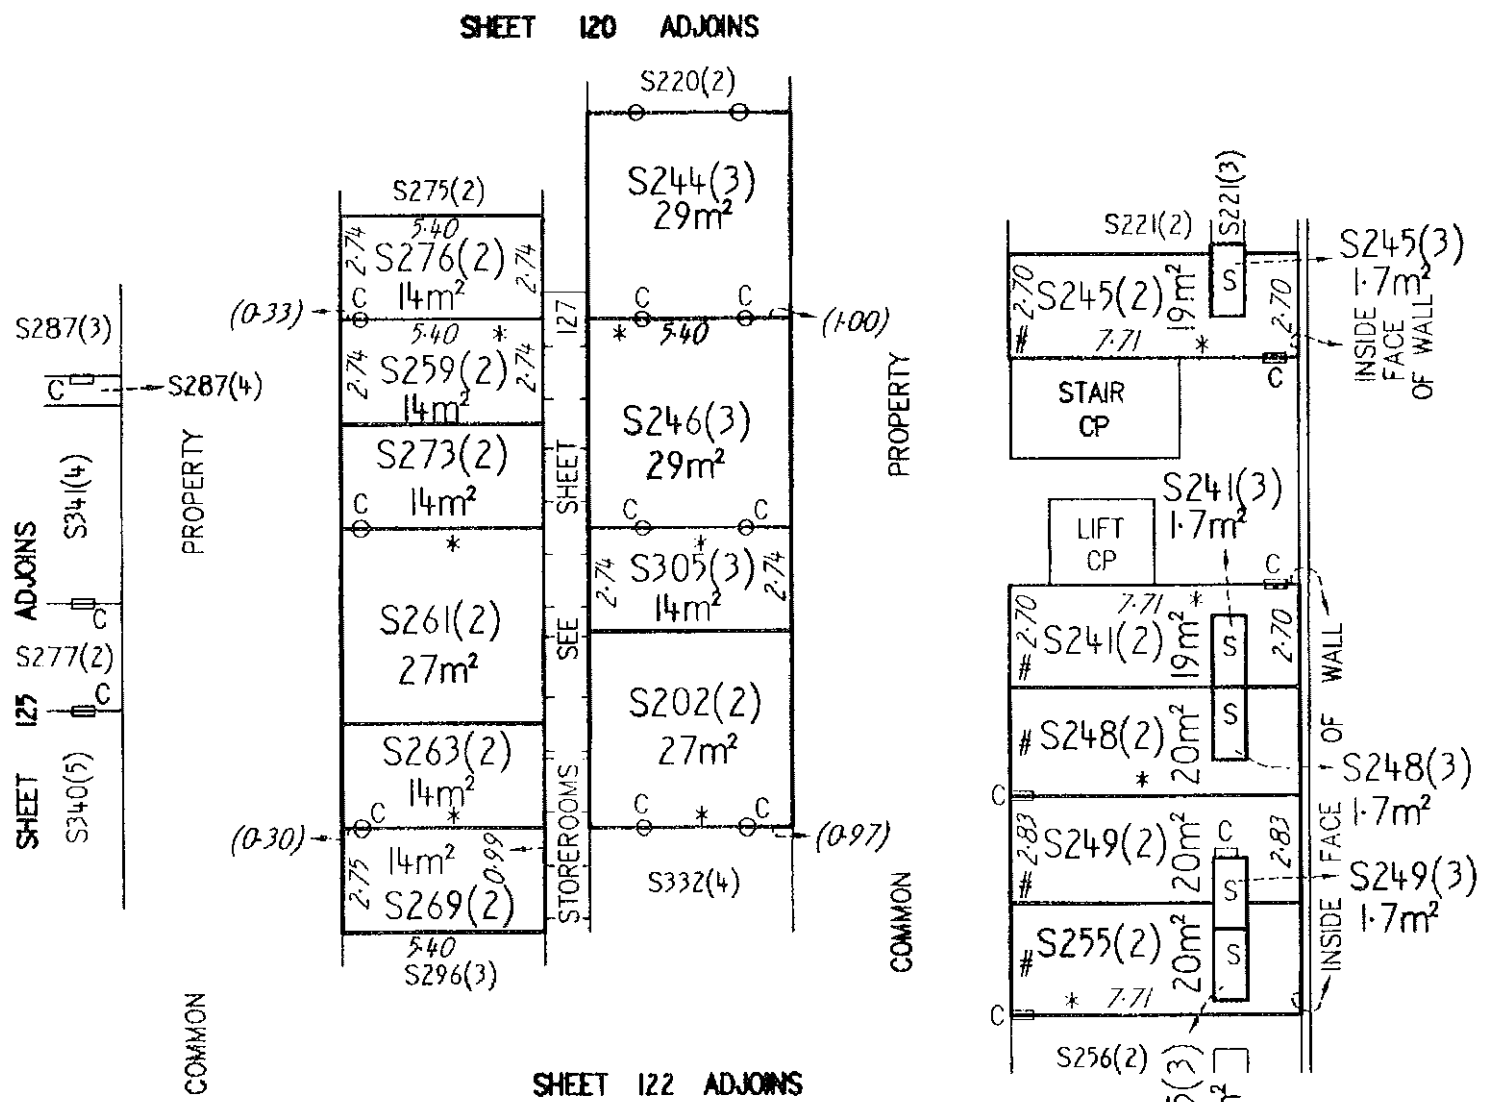 SHEET 120 ADJOINS
S287(3)
C
S287(4)
S341(4)
C
S277(2)
C
S340(5)
SHEET 125 ADJOINS
PROPERTY
COMMON
S275(2)
5·40
2·74
S276(2)
2·74
14m²
(0·33)
C
5·40
*
2·74
S259(2)
2·74
14m²
S273(2)
14m²
C
*
S261(2)
27m²
S263(2)
14m²
C
*
(0·30)
14m²
0·99
2·75
S269(2)
5·40
S296(3)
STOREROOMS SEE SHEET 127
S220(2)
S244(3)
29m²
C
C
(1·00)
*
5·40
S246(3)
29m²
C
C
*
2·74
S305(3)
2·74
14m²
S202(2)
27m²
C
*
C
(0·97)
S332(4)
PROPERTY
COMMON
S221(2)
S221(3)
S245(3)
1·7m²
2·70
S245(2)
19m²
S
2·70
#
7·71
*
C
INSIDE
FACE
OF WALL
STAIR
CP
S241(3)
1·7m²
LIFT
CP
C
7·71
*
2·70
S241(2)
19m²
S
2·70
#
# S248(2)
20m²
S
*
C
S248(3)
1·7m²
2·83
S249(2)
20m²
C
S
2·83
#
S249(3)
1·7m²
# S255(2)
20m²
S
* 7·71
C
INSIDE FACE OF WALL
S256(2)
5(3)
m²
SHEET 122 ADJOINS